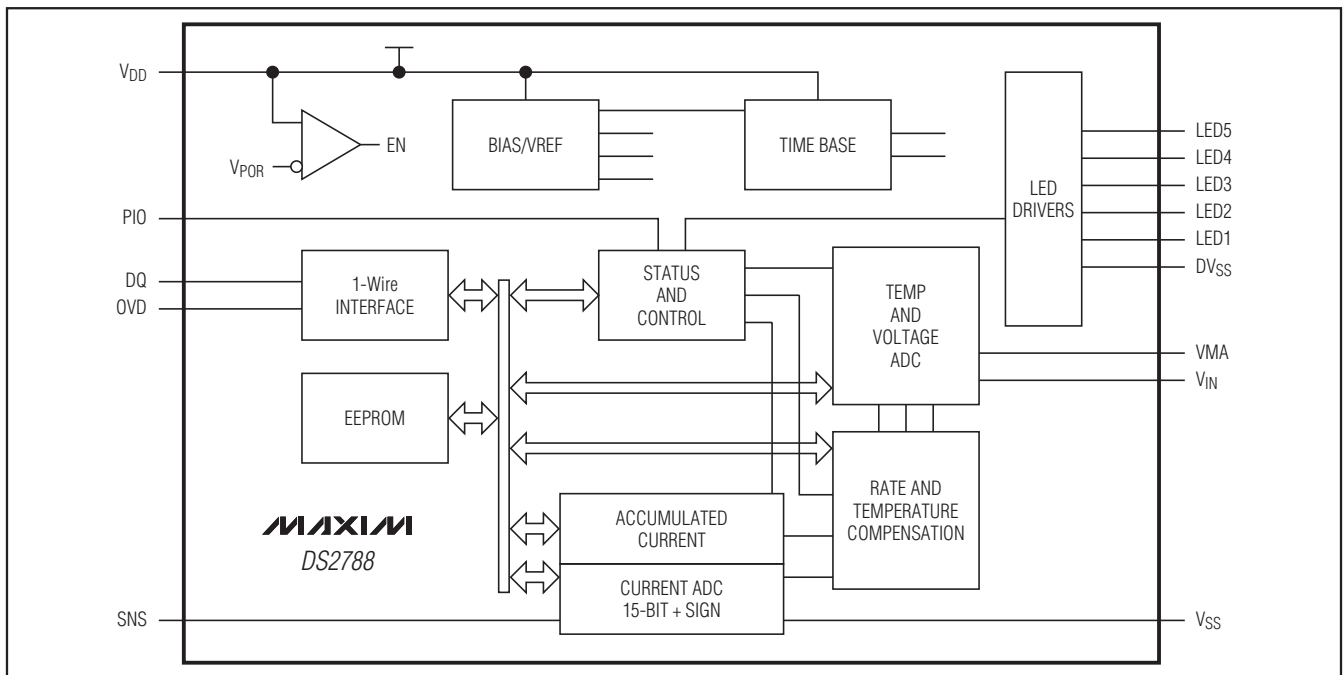 VDD
VPOR
EN
BIAS/VREF
TIME BASE
LED
DRIVERS
LED5
LED4
LED3
LED2
LED1
DVSS
PIO
DQ
OVD
1-Wire
INTERFACE
STATUS
AND
CONTROL
TEMP
AND
VOLTAGE
ADC
VMA
VIN
EEPROM
RATE AND
TEMPERATURE
COMPENSATION
MAXIM
DS2788
ACCUMULATED
CURRENT
CURRENT ADC
15-BIT + SIGN
SNS
VSS